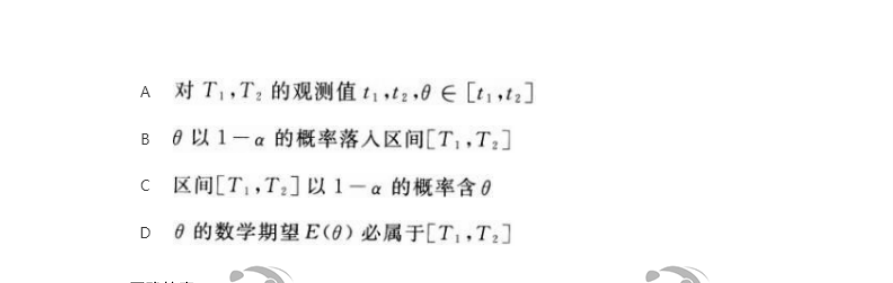 A 对 T₁,T₂ 的观测值 t₁,t₂,θ ∈ [t₁,t₂]
B θ 以 1－α 的概率落入区间[T₁,T₂]
C 区间[T₁,T₂] 以 1－α 的概率含 θ
D θ 的数学期望 E(θ) 必属于[T₁,T₂]